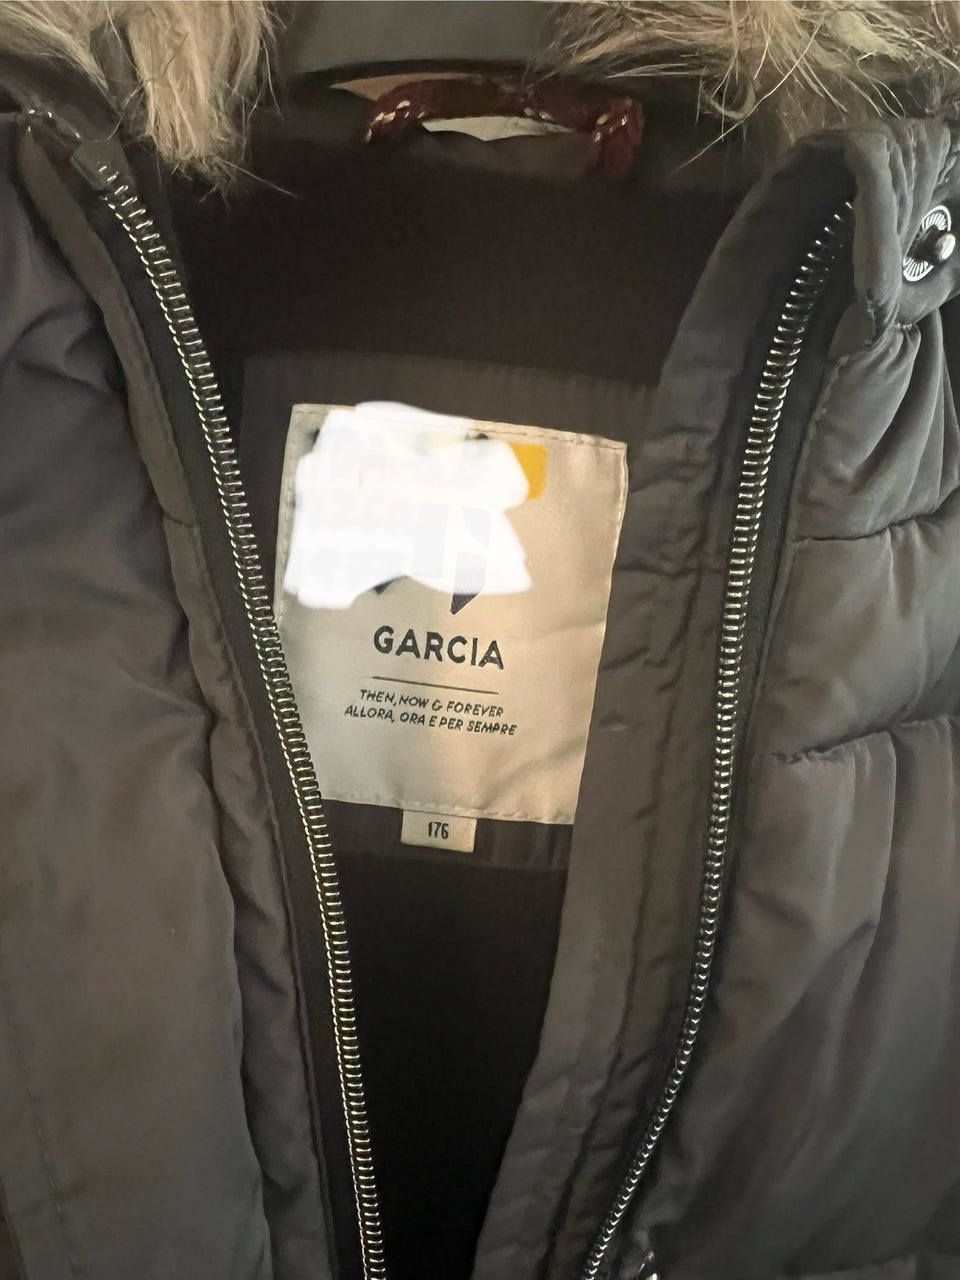 GARCIA
THEN, NOW & FOREVER
ALLORA, ORA E PER SEMPRE
176